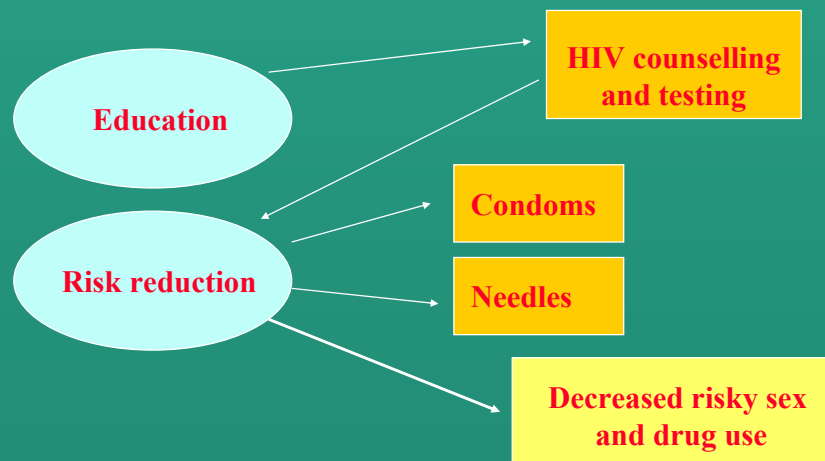 Education
HIV counselling
and testing
Condoms
Risk reduction
Needles
Decreased risky sex
and drug use